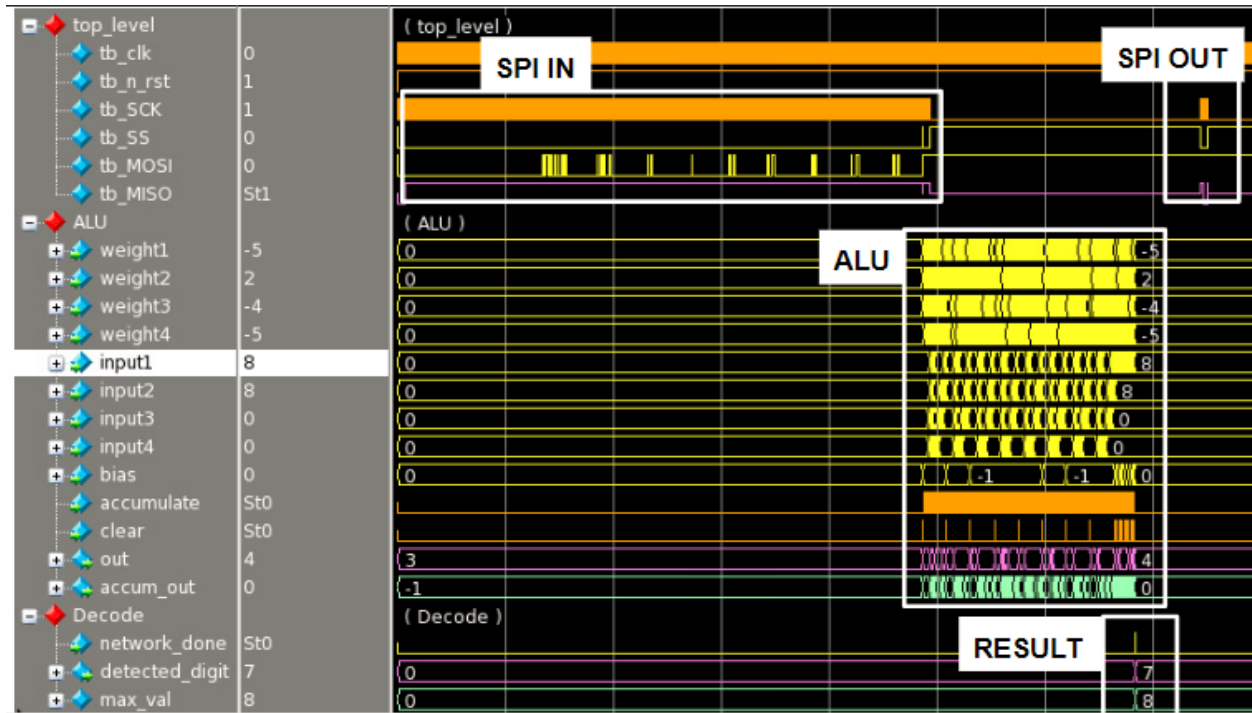 top_level ( top_level )
tb_clk 0
SPI IN SPI OUT
tb_n_rst 1
tb_SCK 1
tb_SS 0
tb_MOSI 0
tb_MISO St1
ALU ( ALU )
weight1 -5 0 -5
ALU
weight2 2 0 2
weight3 -4 0 -4
weight4 -5 0 -5
input1 8 0 8
input2 8 0 8
input3 0 0 0
input4 0 0 0
bias 0 0 -1 -1 0
accumulate St0
clear St0
out 4 3 4
accum_out 0 -1 0
Decode ( Decode )
network_done St0
RESULT
detected_digit 7 0 7
max_val 8 0 8